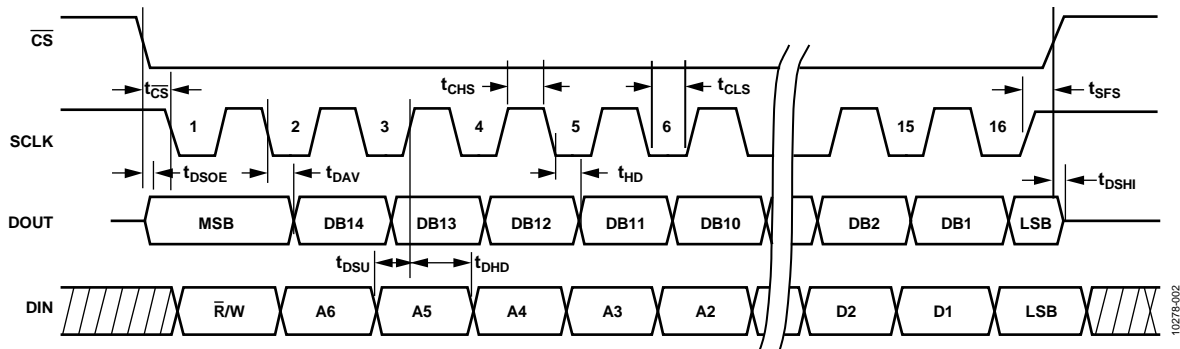 CS
tCS
tCHS
tCLS
tSFS
SCLK
1 2 3 4 5 6 15 16
tDSOE
tDAV
tHD
tDSHI
DOUT
MSB DB14 DB13 DB12 DB11 DB10 DB2 DB1 LSB
tDSU
tDHD
DIN
R/W A6 A5 A4 A3 A2 D2 D1 LSB
10278-002